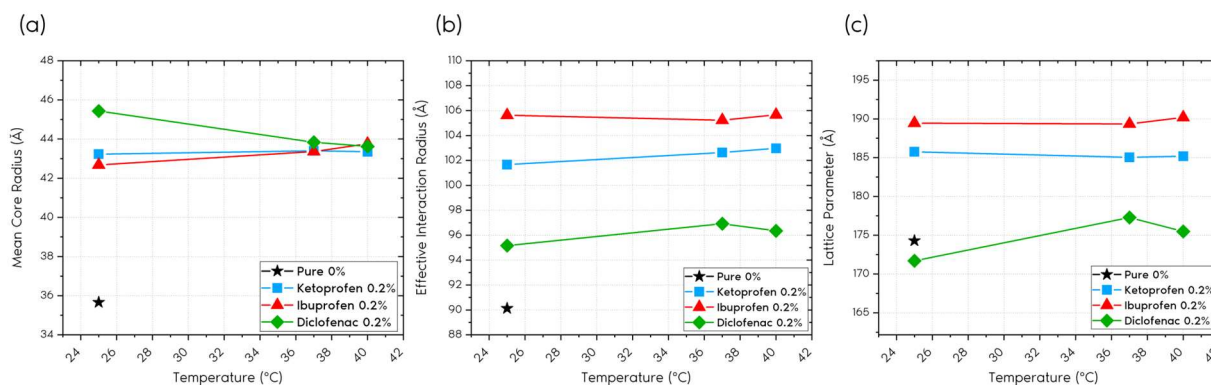 (a)
Mean Core Radius (Å)
48
46
44
42
40
38
36
34
24 26 28 30 32 34 36 38 40 42
Temperature (°C)
Pure 0%
Ketoprofen 0.2%
Ibuprofen 0.2%
Diclofenac 0.2%
(b)
Effective Interaction Radius (Å)
110
108
106
104
102
100
98
96
94
92
90
88
24 26 28 30 32 34 36 38 40 42
Temperature (°C)
Pure 0%
Ketoprofen 0.2%
Ibuprofen 0.2%
Diclofenac 0.2%
(c)
Lattice Parameter (Å)
195
190
185
180
175
170
165
24 26 28 30 32 34 36 38 40 42
Temperature (°C)
Pure 0%
Ketoprofen 0.2%
Ibuprofen 0.2%
Diclofenac 0.2%